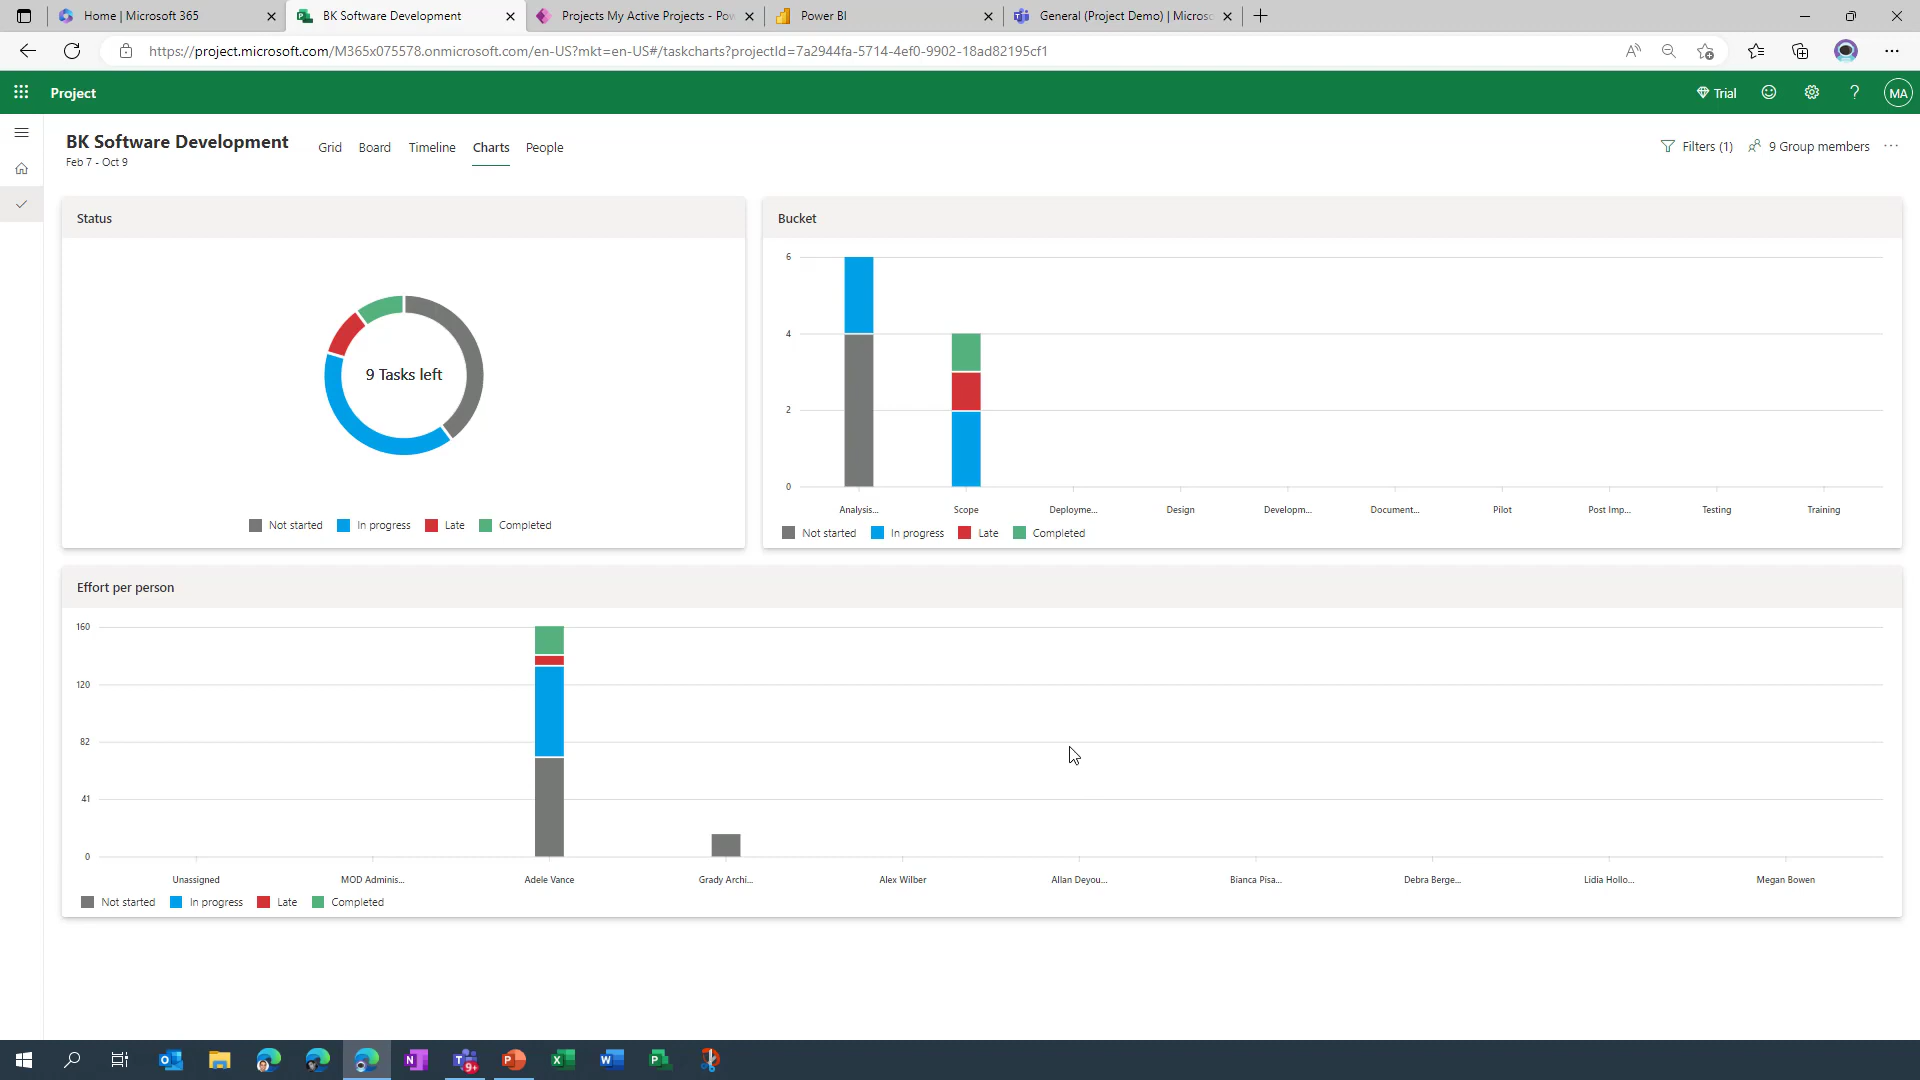 Home | Microsoft 365
BK Software Development
Projects My Active Projects - Pow
Power BI
General (Project Demo) | Microsc
https://project.microsoft.com/M365x075578.onmicrosoft.com/en-US?mkt=en-US#/taskcharts?projectId=7a2944fa-5714-4ef0-9902-18ad82195cf1
Project
Trial
?
MA
BK Software Development
Feb 7 - Oct 9
Grid
Board
Timeline
Charts
People
Filters (1)
9 Group members
Status
9 Tasks left
Not started
In progress
Late
Completed
Bucket
6
4
2
0
Analysis...
Scope
Deployme...
Design
Developm...
Document...
Pilot
Post Imp...
Testing
Training
Not started
In progress
Late
Completed
Effort per person
160
120
82
41
0
Unassigned
MOD Adminis...
Adele Vance
Grady Archi...
Alex Wilber
Allan Deyou...
Bianca Pisa...
Debra Berge...
Lidia Hollo...
Megan Bowen
Not started
In progress
Late
Completed
9+